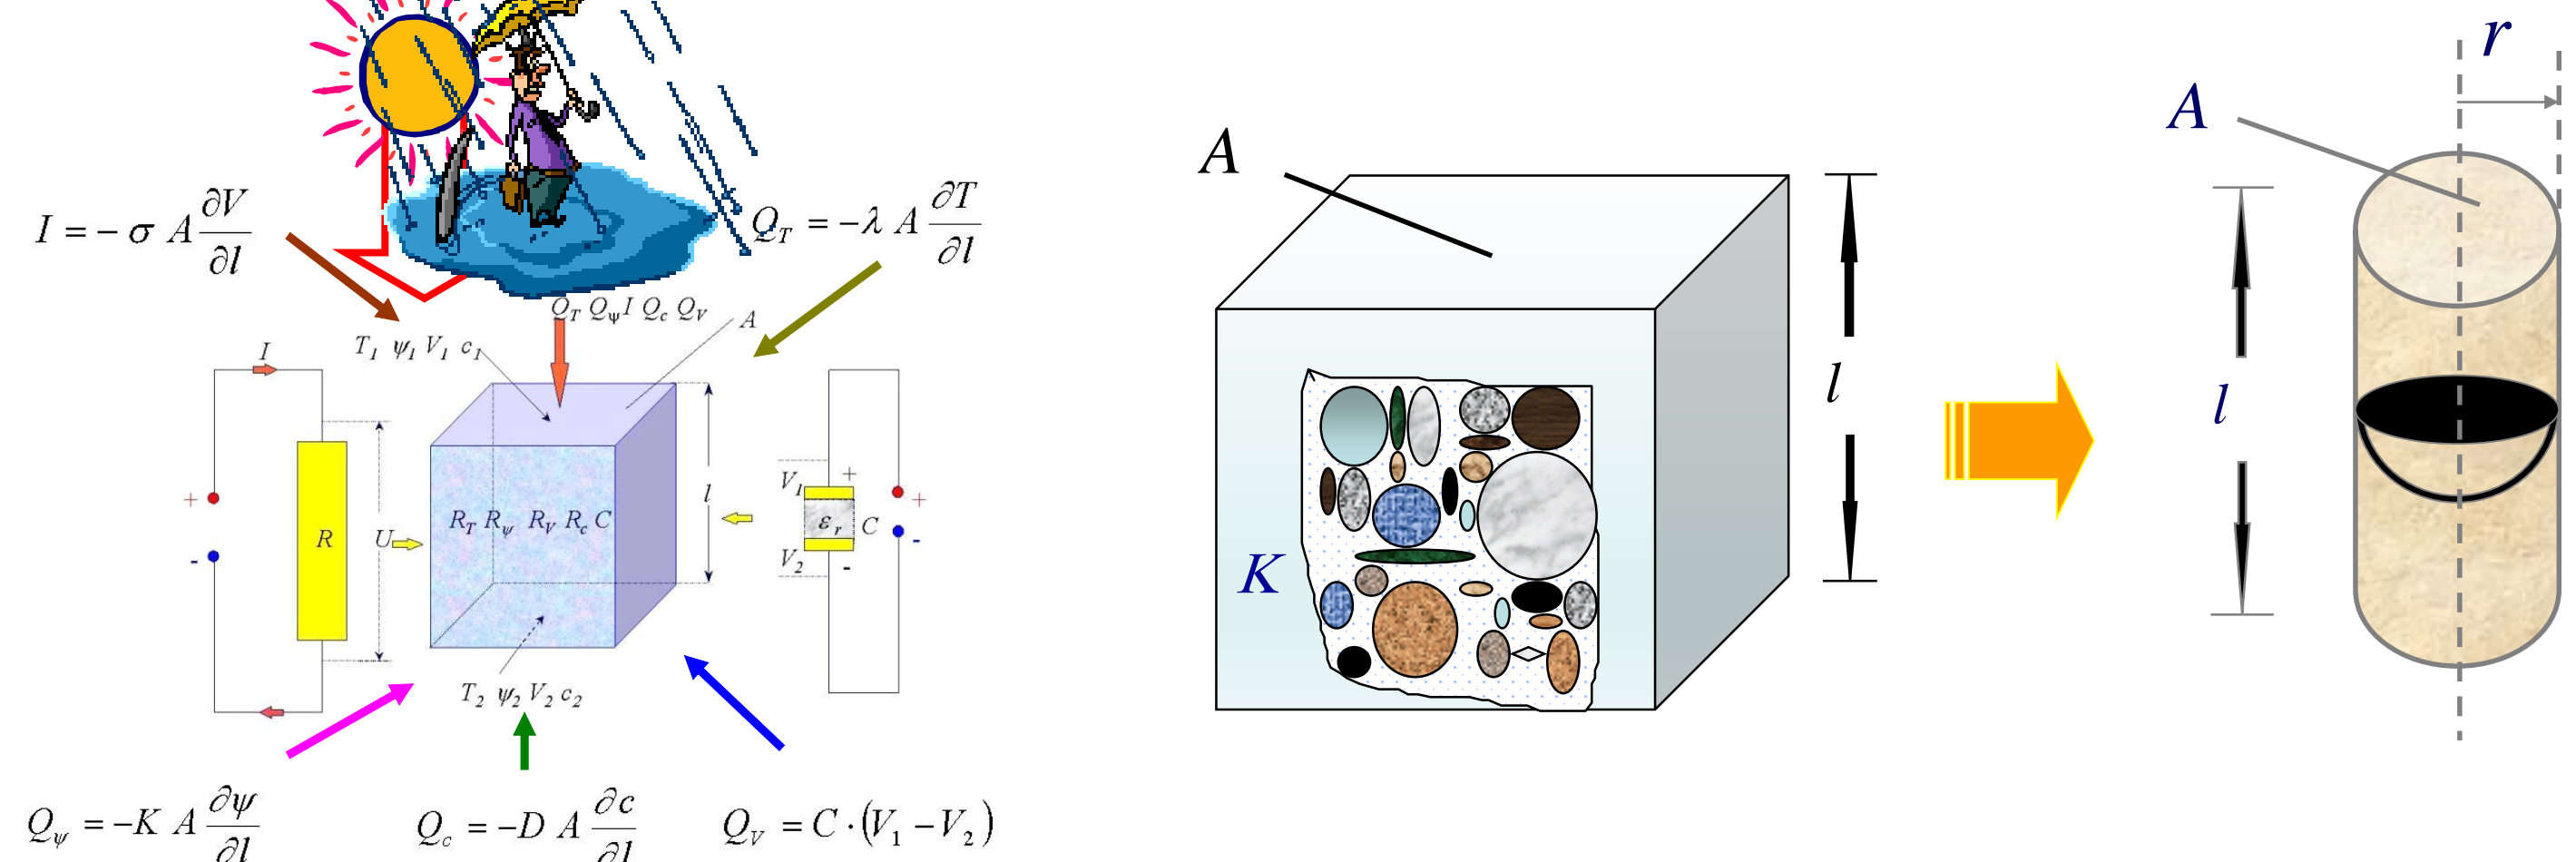 I = − σ A ∂V/∂l
Q_T = −λ A ∂T/∂l
Q_T Q_ψ I Q_c Q_V
A
T_1 ψ_1 V_1 c_1
I
+
-
R
U
R_T R_ψ R_V R_c C
l
V_1
+
ε_r
C
V_2
-
+
-
T_2 ψ_2 V_2 c_2
Q_ψ = −K A ∂ψ/∂l
Q_c = −D A ∂c/∂l
Q_V = C·(V_1 − V_2)
A
K
l
r
A
l